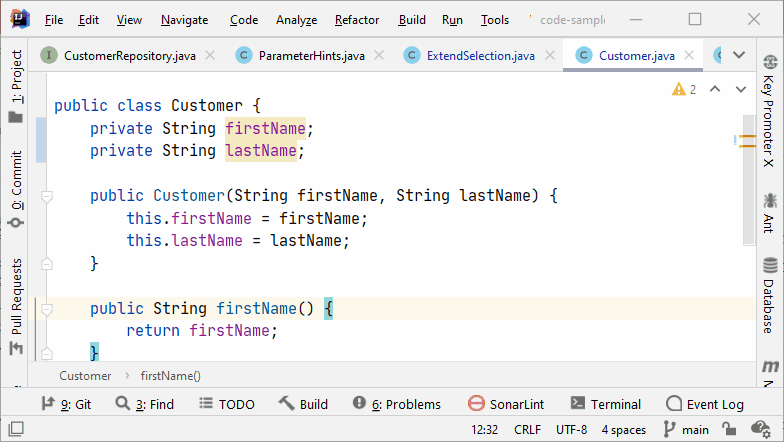 File Edit View Navigate Code Analyze Refactor Build Run Tools code-sample
CustomerRepository.java ParameterHints.java ExtendSelection.java Customer.java
1: Project
0: Commit
Pull Requests
2
public class Customer {
private String firstName;
private String lastName;
public Customer(String firstName, String lastName) {
this.firstName = firstName;
this.lastName = lastName;
}
public String firstName() {
return firstName;
}
Key Promoter X
Ant
Database
Customer firstName()
9: Git 3: Find TODO Build 6: Problems SonarLint Terminal Event Log
12:32 CRLF UTF-8 4 spaces main